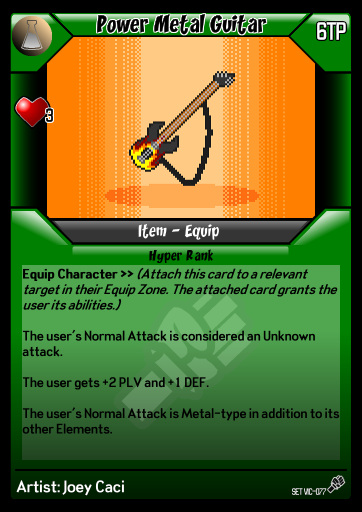 Power Metal Guitar
6TP
3
Item - Equip
Hyper Rank
Equip Character >> (Attach this card to a relevant
target in their Equip Zone. The attached card grants the
user its abilities.)
The user's Normal Attack is considered an Unknown
attack.
The user gets +2 PLV and +1 DEF.
The user's Normal Attack is Metal-type in addition to its
other Elements.
Artist: Joey Caci
SET VIC-077